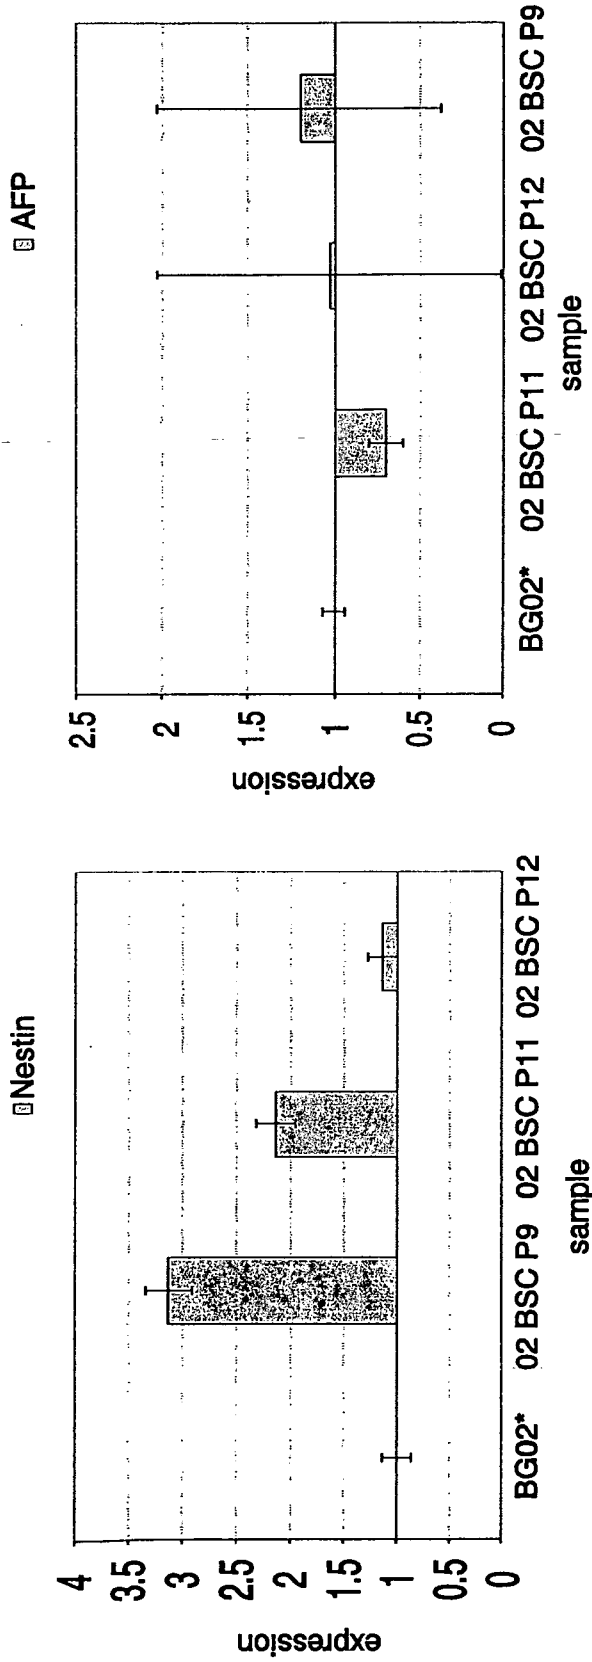 Nestin
expression
4
3.5
3
2.5
2
1.5
1
0.5
0
BG02* 02 BSC P9 02 BSC P11 02 BSC P12
sample
AFP
expression
2.5
2
1.5
1
0.5
0
BG02* 02 BSC P11 02 BSC P12 02 BSC P9
sample